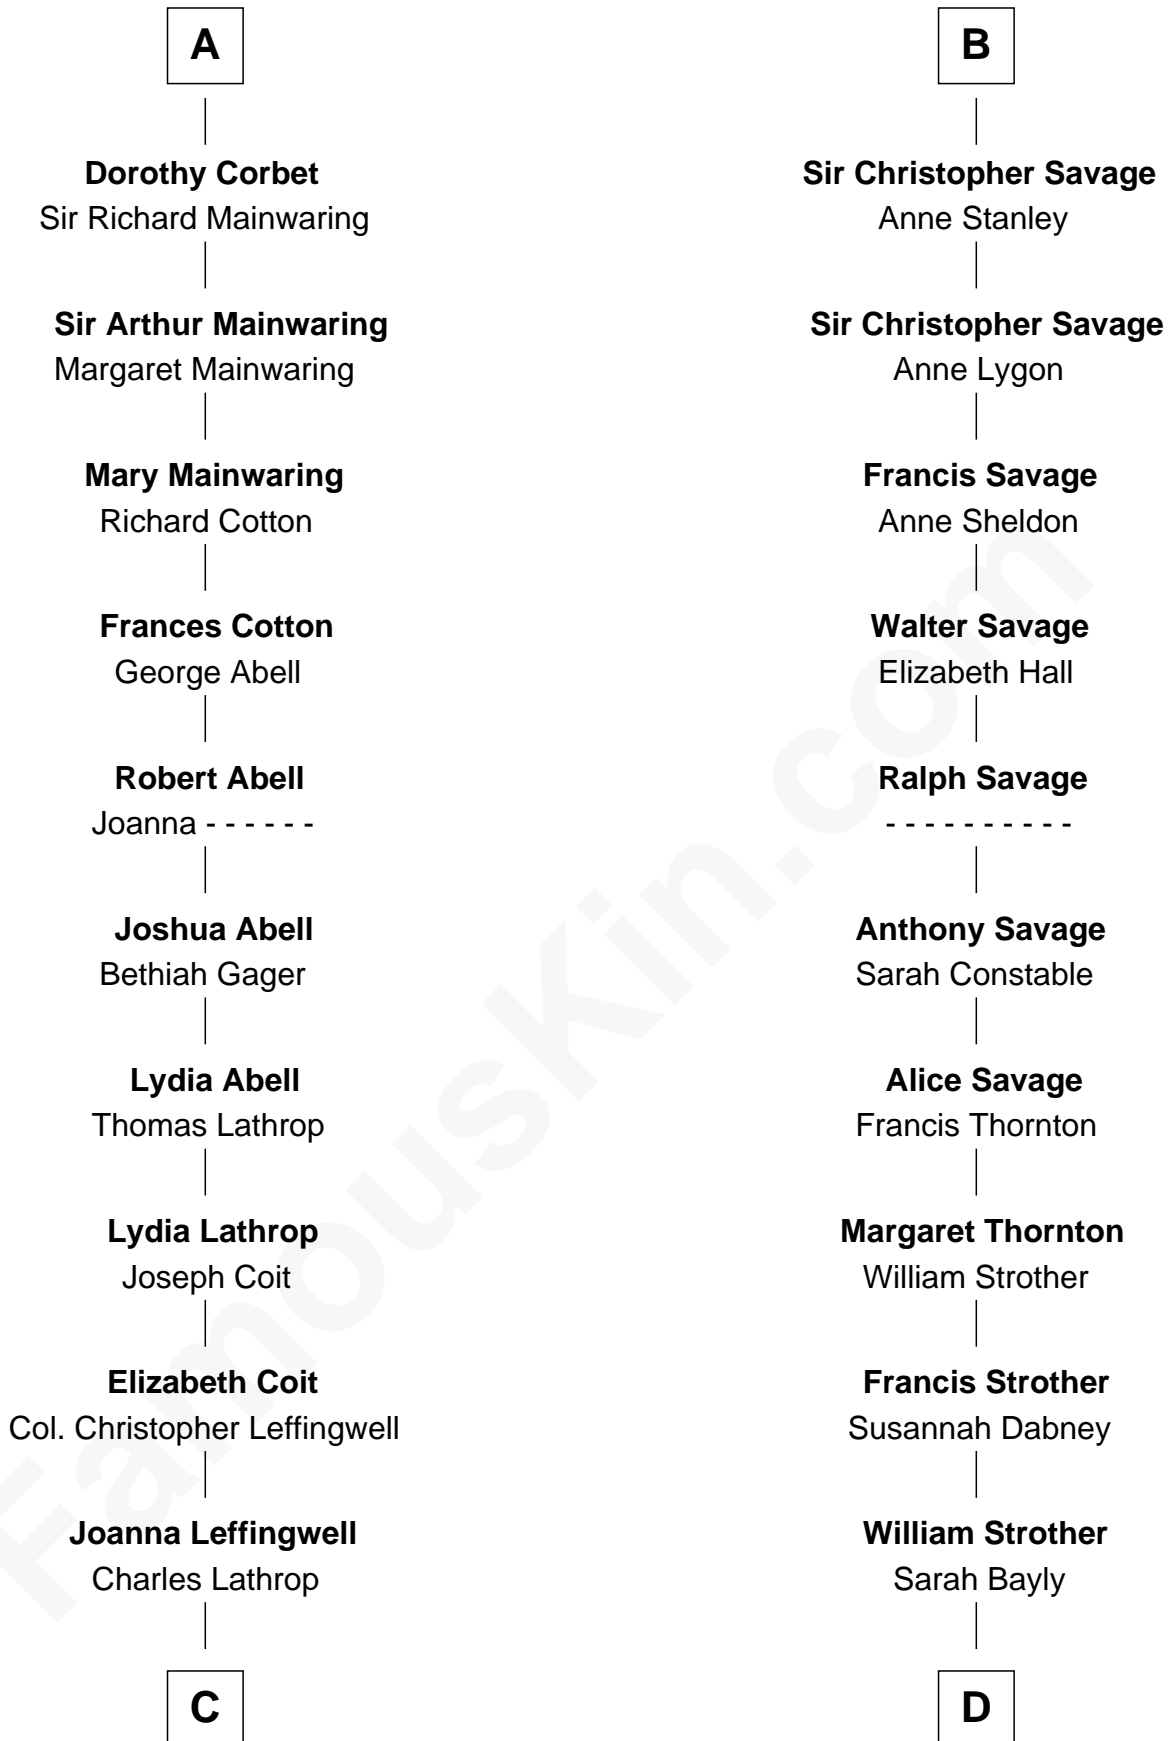 A
Dorothy Corbet
Sir Richard Mainwaring
Sir Arthur Mainwaring
Margaret Mainwaring
Mary Mainwaring
Richard Cotton
Frances Cotton
George Abell
Robert Abell
Joanna - - - - - -
Joshua Abell
Bethiah Gager
Lydia Abell
Thomas Lathrop
Lydia Lathrop
Joseph Coit
Elizabeth Coit
Col. Christopher Leffingwell
Joanna Leffingwell
Charles Lathrop
C
B
Sir Christopher Savage
Anne Stanley
Sir Christopher Savage
Anne Lygon
Francis Savage
Anne Sheldon
Walter Savage
Elizabeth Hall
Ralph Savage
- - - - - - - - - -
Anthony Savage
Sarah Constable
Alice Savage
Francis Thornton
Margaret Thornton
William Strother
Francis Strother
Susannah Dabney
William Strother
Sarah Bayly
D
FamousKin.com